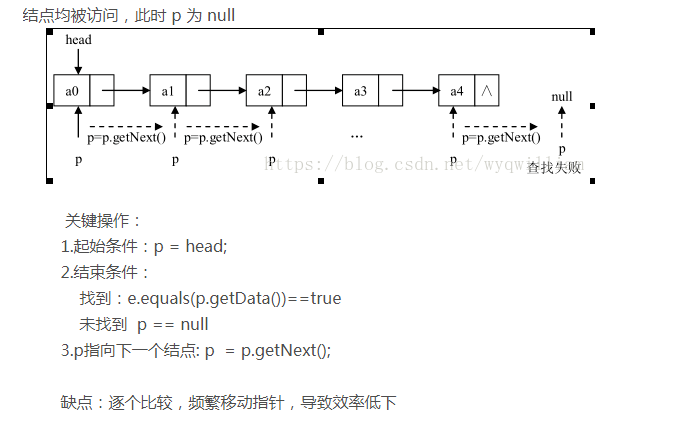 结点均被访问，此时 p 为 null
head
a0 a1 a2 a3 a4 ∧ null
p=p.getNext() p=p.getNext() ... p=p.getNext()
p p p p p
https://blog.csdn.net/wyqwilliam
查找失败
关键操作：
1.起始条件：p = head;
2.结束条件：
找到：e.equals(p.getData())==true
未找到 p == null
3.p指向下一个结点: p = p.getNext();
缺点：逐个比较，频繁移动指针，导致效率低下